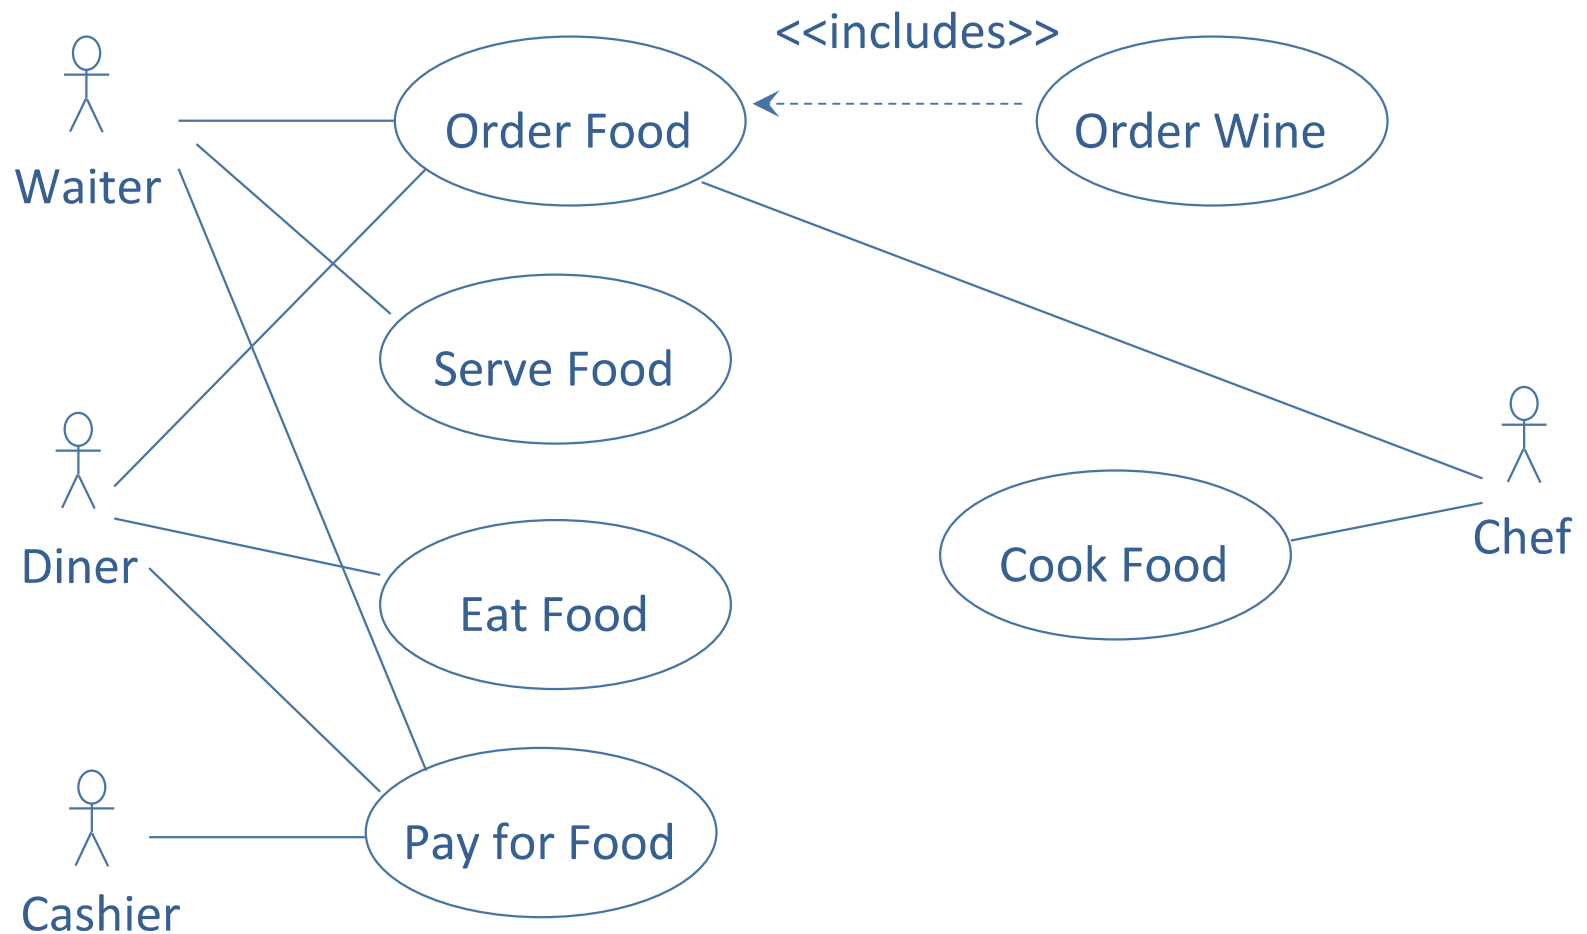 <<includes>>
Order Food
Order Wine
Waiter
Serve Food
Chef
Diner
Cook Food
Eat Food
Pay for Food
Cashier